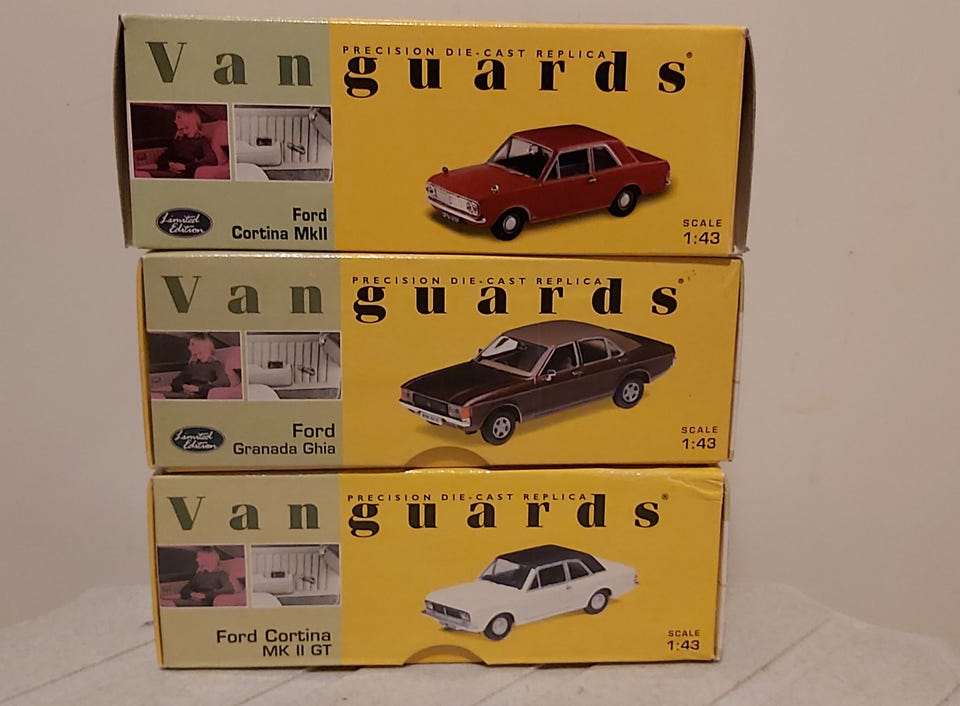 PRECISION DIE-CAST REPLICA
Vanguards®
Limited Edition
Ford
Cortina MkII
SCALE
1:43
PRECISION DIE-CAST REPLICA
Vanguards®
Limited Edition
Ford
Granada Ghia
SCALE
1:43
PRECISION DIE-CAST REPLICA
Vanguards®
Ford Cortina
MK II GT
SCALE
1:43